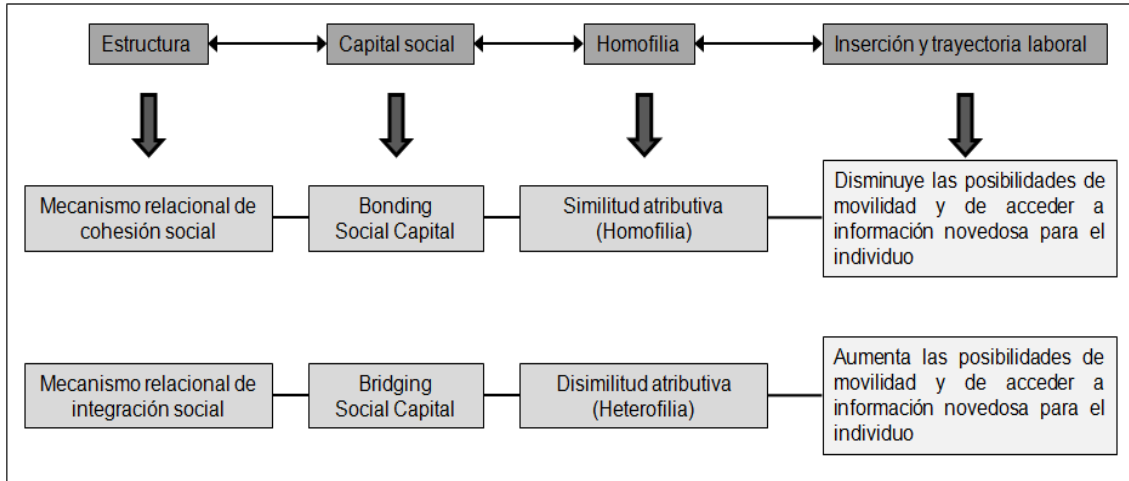 Estructura
Capital social
Homofilia
Inserción y trayectoria laboral
Mecanismo relacional de
cohesión social
Bonding
Social Capital
Similitud atributiva
(Homofilia)
Disminuye las posibilidades de
movilidad y de acceder a
información novedosa para el
individuo
Mecanismo relacional de
integración social
Bridging
Social Capital
Disimilitud atributiva
(Heterofilia)
Aumenta las posibilidades de
movilidad y de acceder a
información novedosa para el
individuo